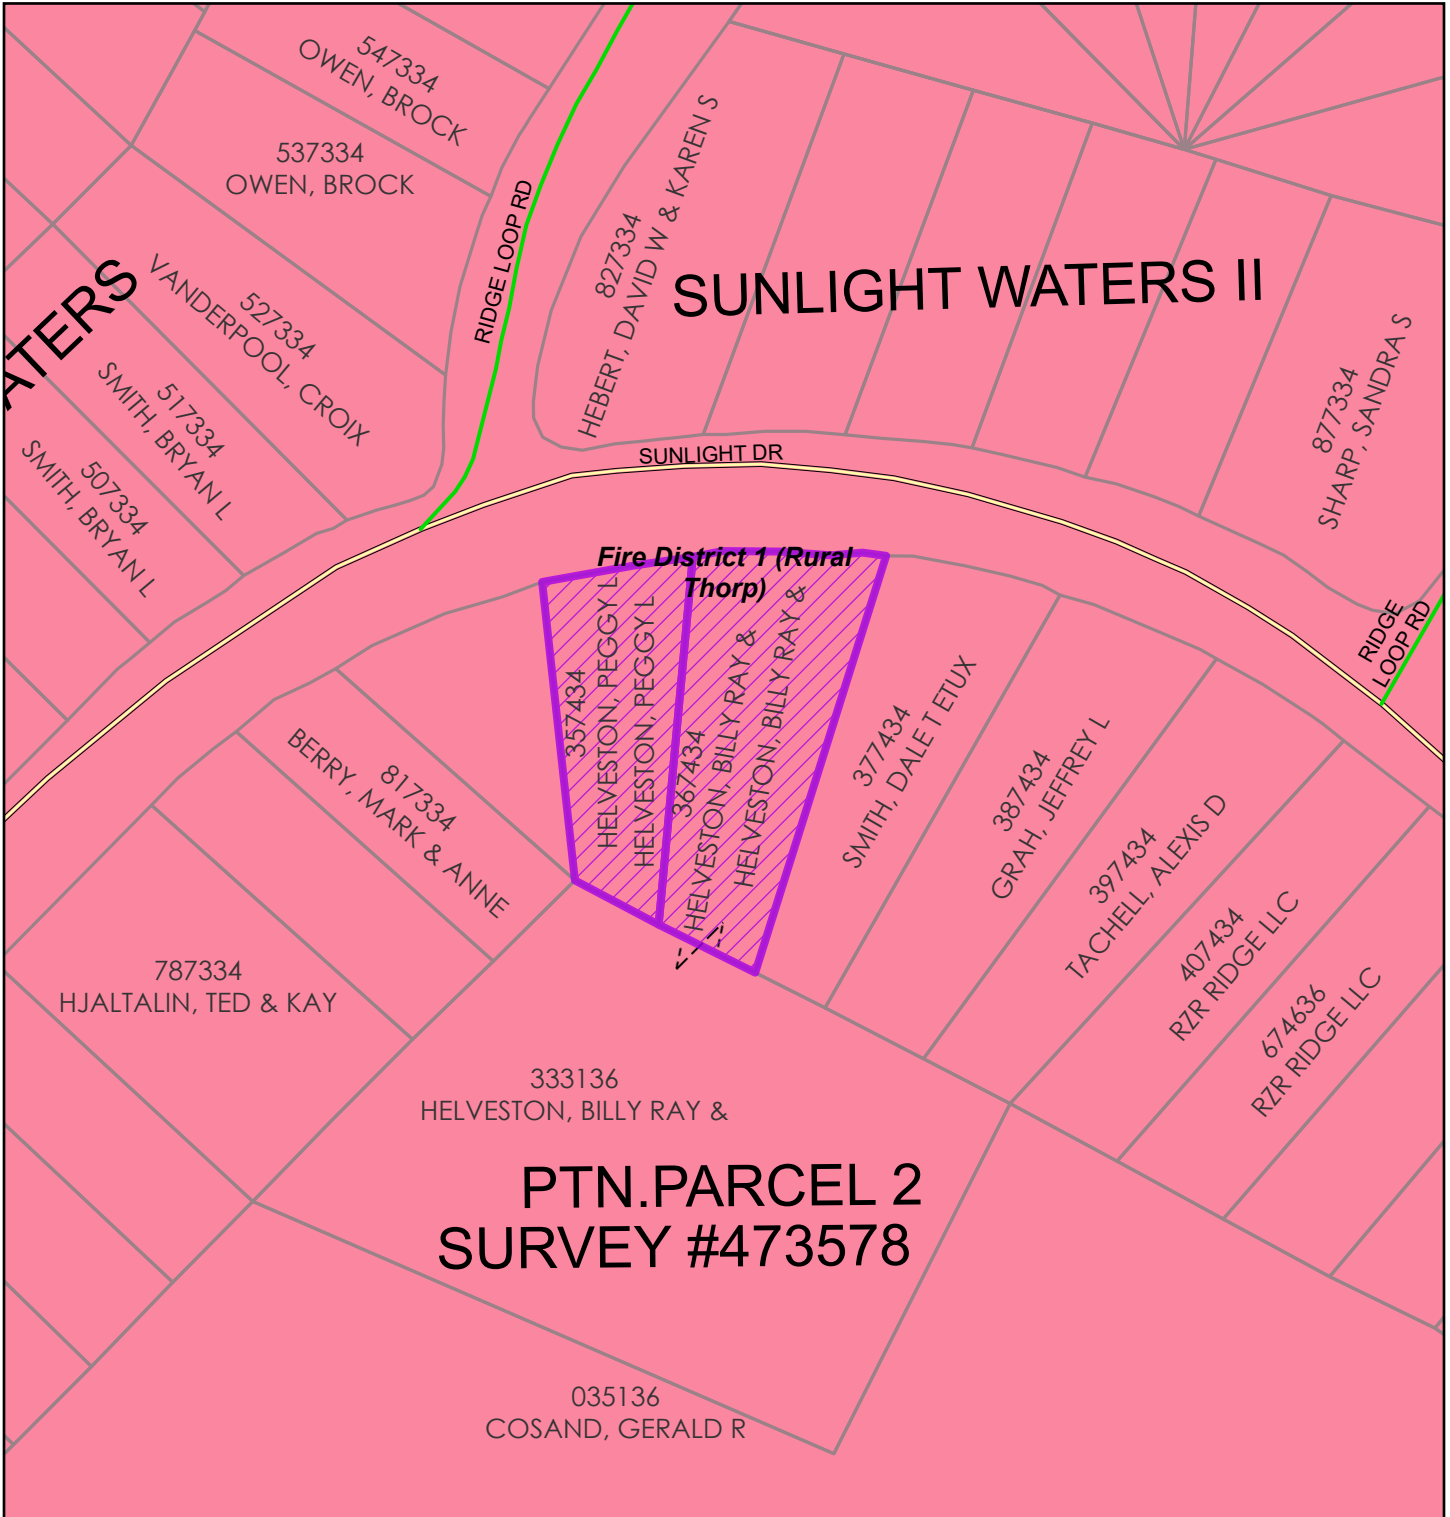 547334
OWEN, BROCK
537334
OWEN, BROCK
RIDGE LOOP RD
827334
HEBERT, DAVID W & KAREN S
SUNLIGHT WATERS II
ATERS
527334
VANDERPOOL, CROIX
517334
SMITH, BRYAN L
507334
SMITH, BRYAN L
877334
SHARP, SANDRA S
SUNLIGHT DR
Fire District 1 (Rural
Thorp)
RIDGE
LOOP RD
357434
HELVESTON, PEGGY L
HELVESTON, PEGGY L
367434
HELVESTON, BILLY RAY &
HELVESTON, BILLY RAY &
377434
SMITH, DALE T ETUX
387434
GRAH, JEFFREY L
397434
TACHELL, ALEXIS D
407434
RZR RIDGE LLC
674636
RZR RIDGE LLC
817334
BERRY, MARK & ANNE
787334
HJALTALIN, TED & KAY
333136
HELVESTON, BILLY RAY &
PTN.PARCEL 2
SURVEY #473578
035136
COSAND, GERALD R